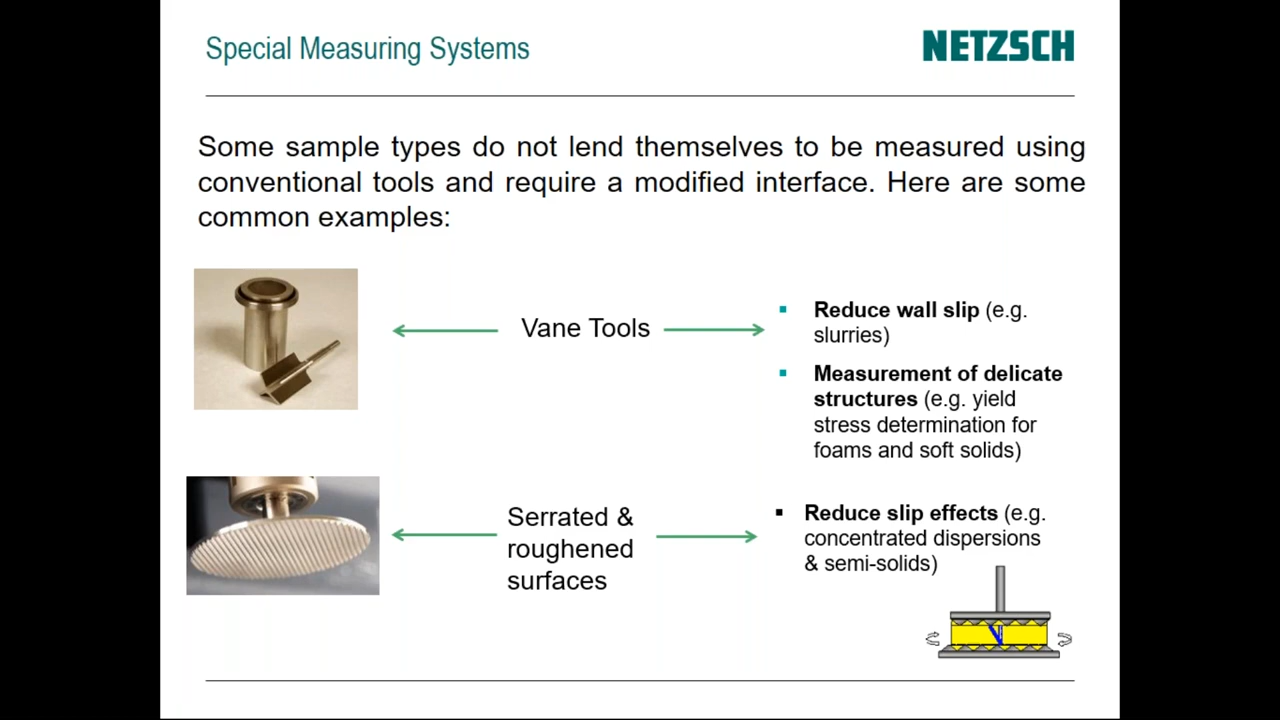 Special Measuring Systems
NETZSCH
Some sample types do not lend themselves to be measured using
conventional tools and require a modified interface. Here are some
common examples:
Vane Tools
▪ Reduce wall slip (e.g.
slurries)
▪ Measurement of delicate
structures (e.g. yield
stress determination for
foams and soft solids)
Serrated &
roughened
surfaces
▪ Reduce slip effects (e.g.
concentrated dispersions
& semi-solids)